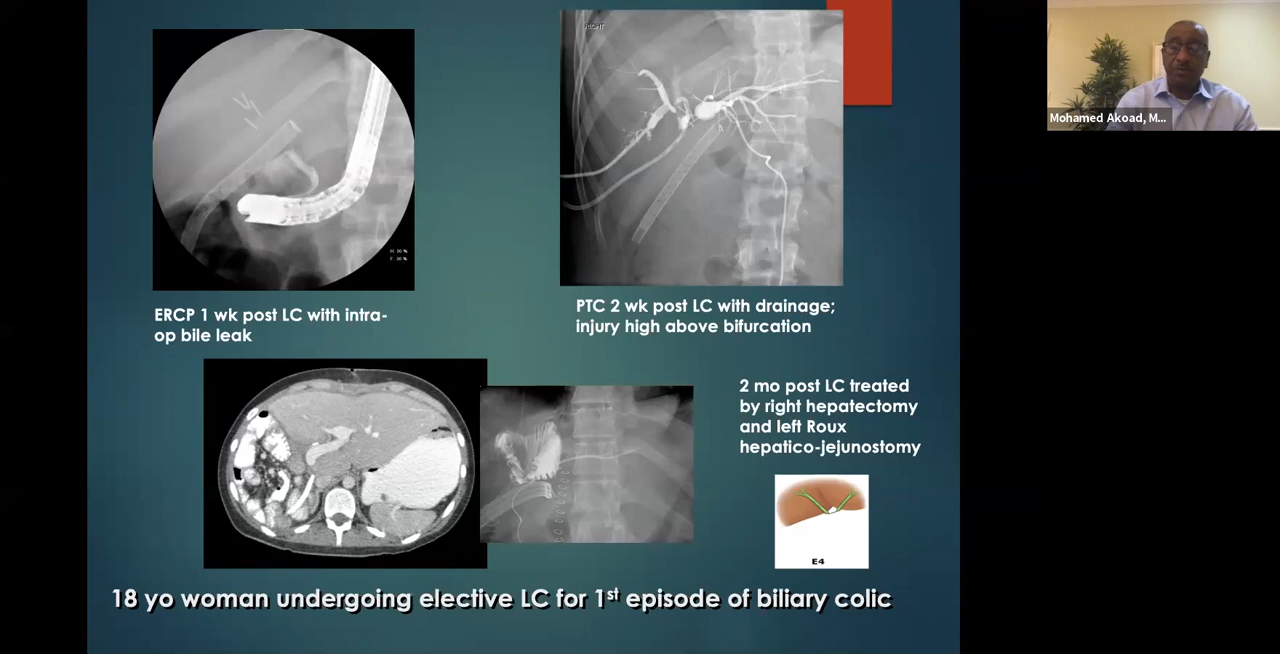 RIGHT
Mohamed Akoad, M...
ERCP 1 wk post LC with intra-
op bile leak
PTC 2 wk post LC with drainage;
injury high above bifurcation
2 mo post LC treated
by right hepatectomy
and left Roux
hepatico-jejunostomy
E4
18 yo woman undergoing elective LC for 1st episode of biliary colic